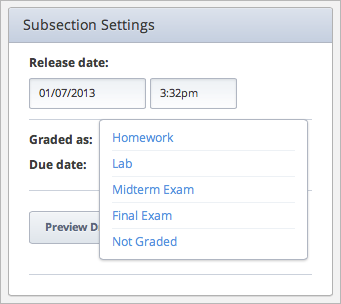 Subsection Settings
Release date:
01/07/2013 3:32pm
Graded as:
Homework
Due date:
Lab
Midterm Exam
Final Exam
Preview D
Not Graded